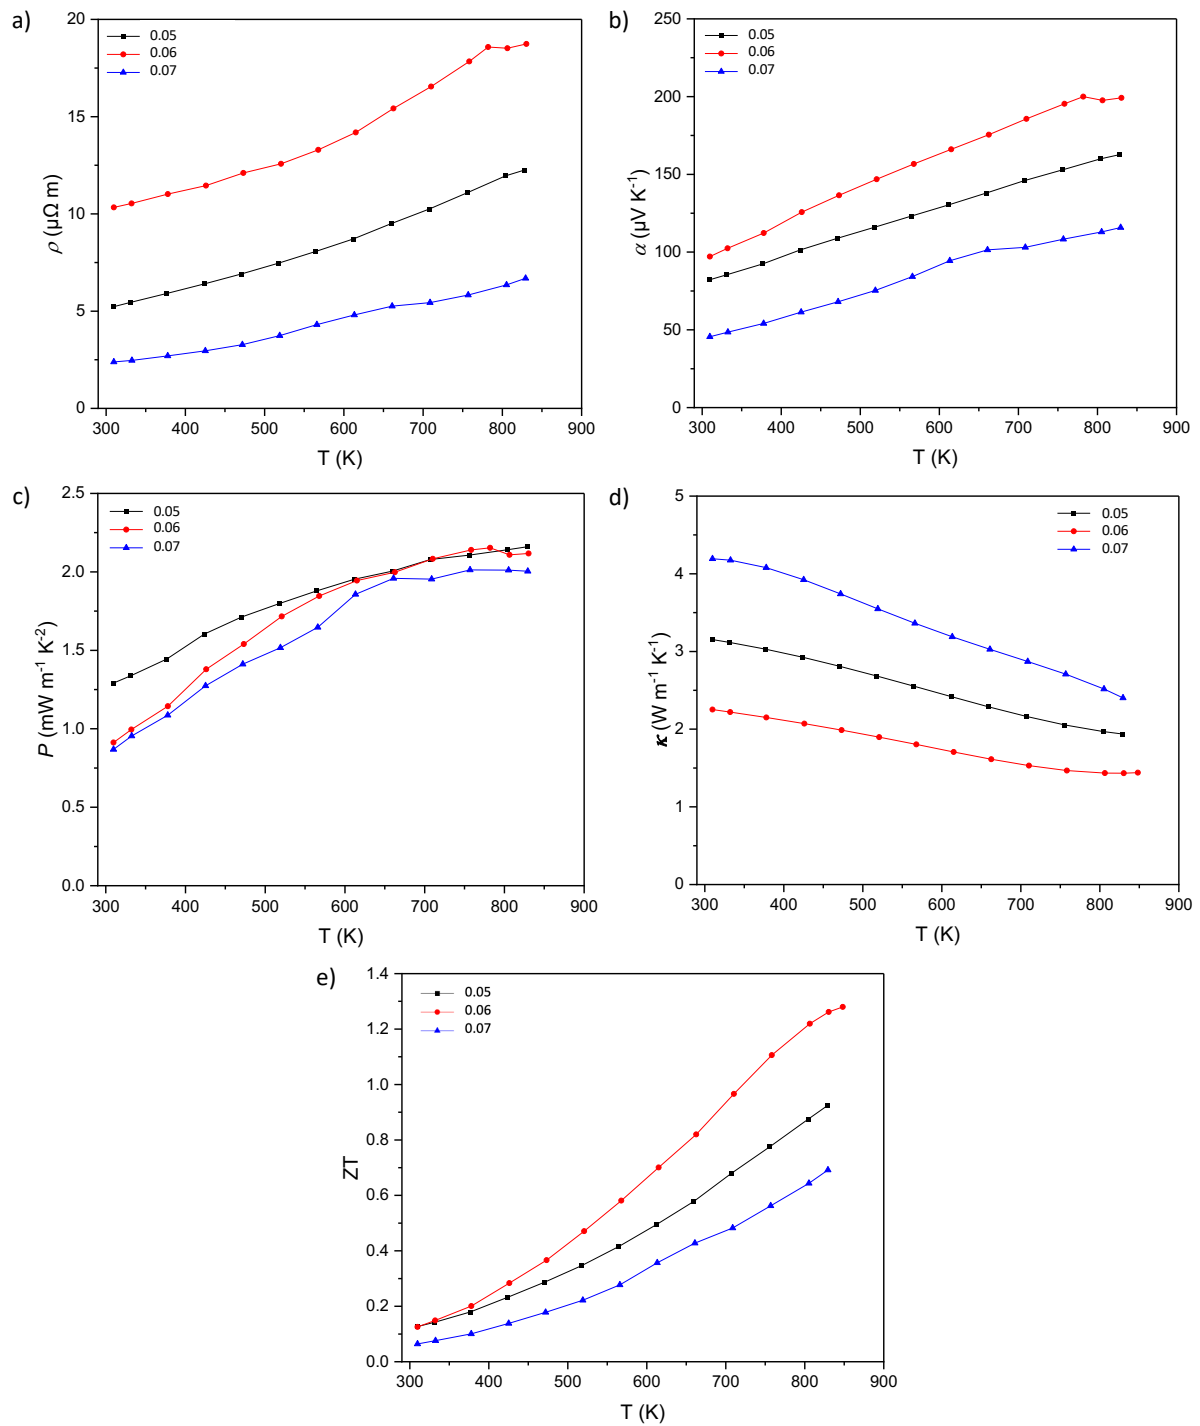 a)
20
15
10
5
0
ρ (μΩ m)
0.05
0.06
0.07
300 400 500 600 700 800 900
T (K)
b)
250
200
150
100
50
0
α (μV K⁻¹)
0.05
0.06
0.07
300 400 500 600 700 800 900
T (K)
c)
2.5
2.0
1.5
1.0
0.5
0.0
P (mW m⁻¹ K⁻²)
0.05
0.06
0.07
300 400 500 600 700 800 900
T (K)
d)
5
4
3
2
1
0
κ (W m⁻¹ K⁻¹)
0.05
0.06
0.07
300 400 500 600 700 800 900
T (K)
e)
1.4
1.2
1.0
0.8
0.6
0.4
0.2
0.0
ZT
0.05
0.06
0.07
300 400 500 600 700 800 900
T (K)